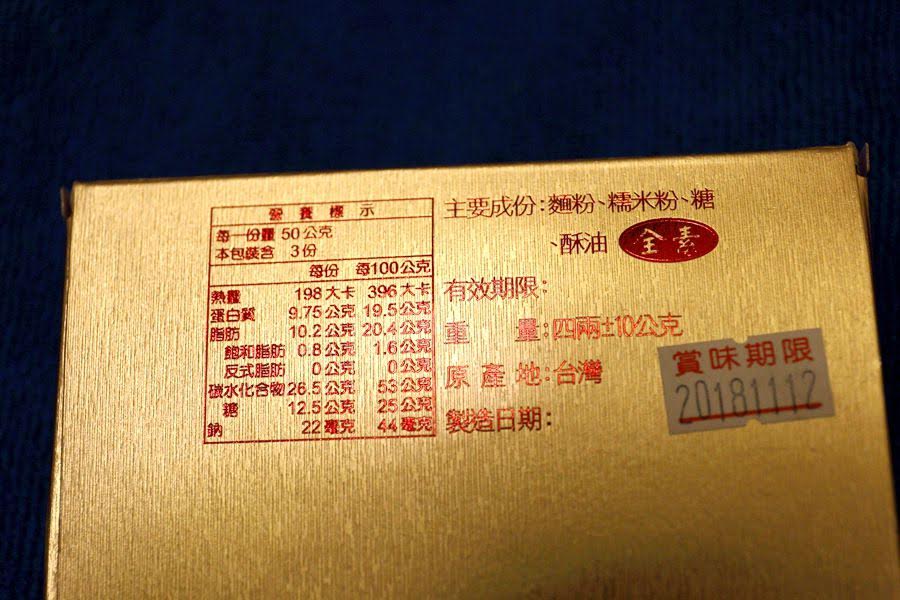 營養標示
每一份量 50公克
本包裝含 3份
每份 每100公克
熱量 198大卡 396大卡
蛋白質 9.75公克 19.5公克
脂肪 10.2公克 20.4公克
飽和脂肪 0.8公克 1.6公克
反式脂肪 0公克 0公克
碳水化合物 26.5公克 53公克
糖 12.5公克 25公克
鈉 22毫克 44毫克
主要成份:麵粉、糯米粉、糖
、酥油 全素
有效期限:
重量:四兩±10公克
原產地:台灣
製造日期:
賞味期限
20181112